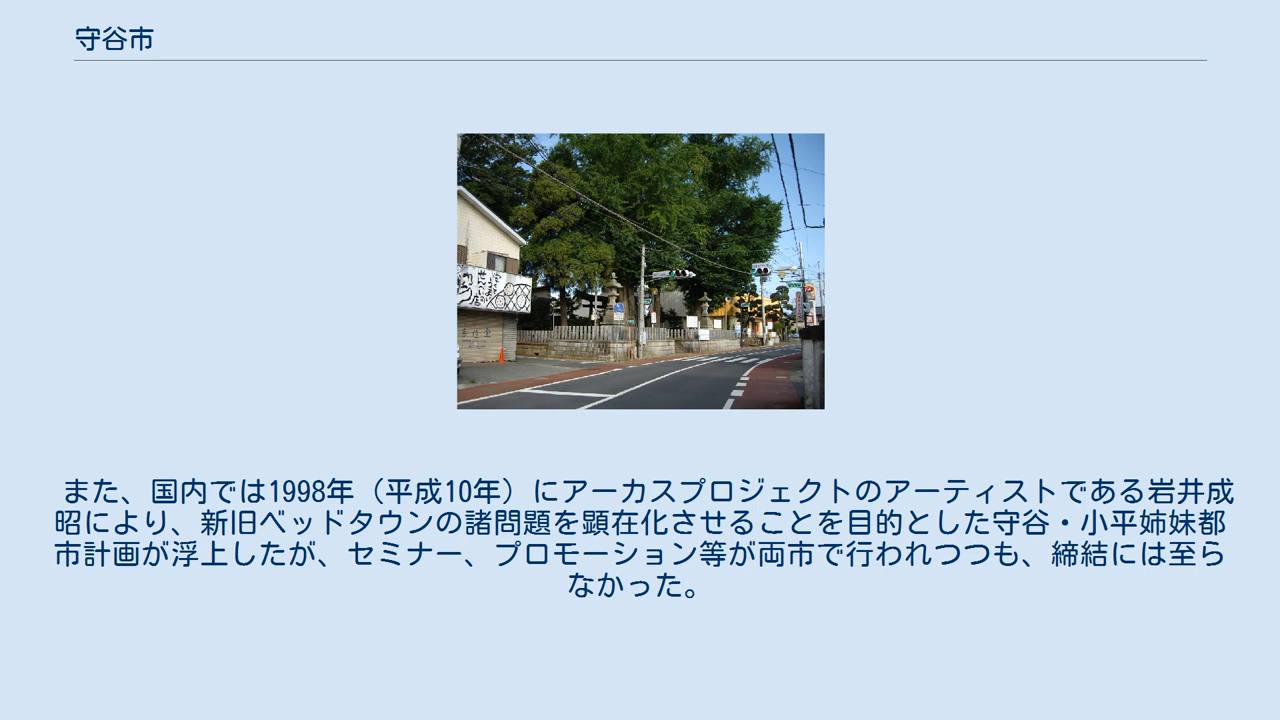 守谷市
また、国内では1998年（平成10年）にアーカスプロジェクトのアーティストである岩井成
昭により、新旧ベッドタウンの諸問題を顕在化させることを目的とした守谷・小平姉妹都
市計画が浮上したが、セミナー、プロモーション等が両市で行われつつも、締結には至ら
なかった。